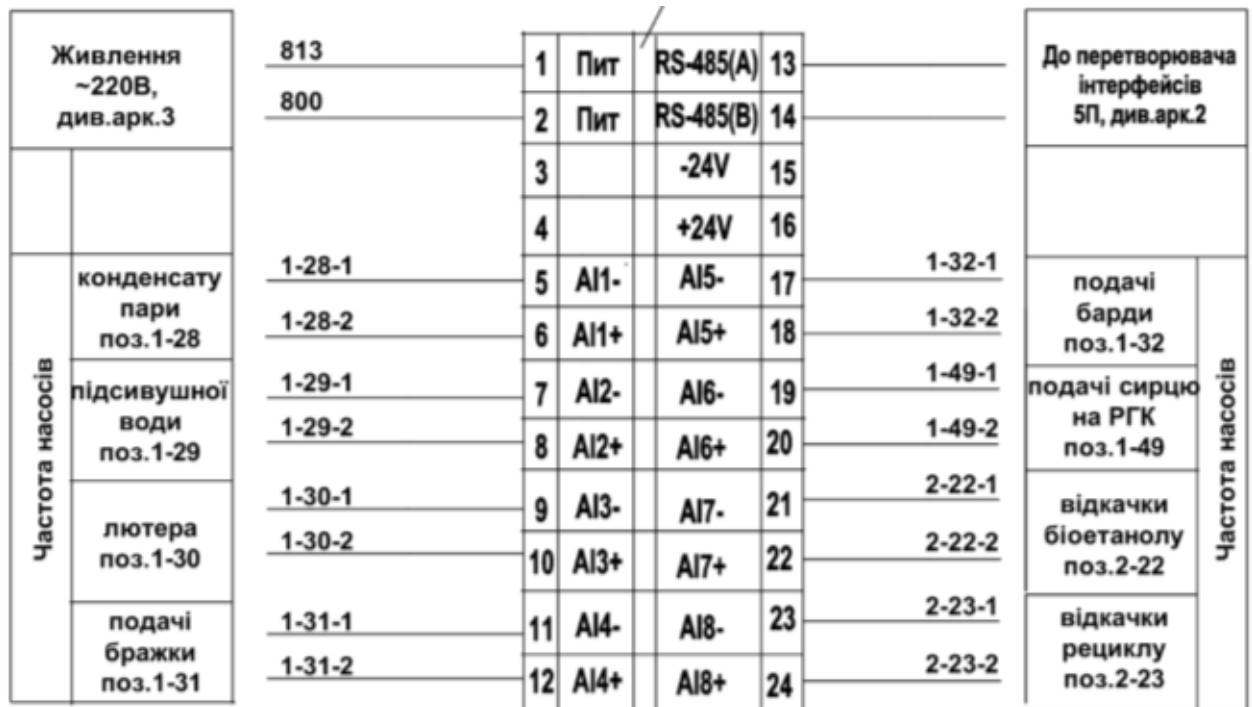 Живлення
~220В,
див.арк.3
813
800
1 Пит RS-485(A) 13
2 Пит RS-485(B) 14
3 -24V 15
4 +24V 16
5 AI1- AI5- 17
6 AI1+ AI5+ 18
7 AI2- AI6- 19
8 AI2+ AI6+ 20
9 AI3- AI7- 21
10 AI3+ AI7+ 22
11 AI4- AI8- 23
12 AI4+ AI8+ 24
До перетворювача
інтерфейсів
5П, див.арк.2
Частота насосів
конденсату
пари
поз.1-28
1-28-1
1-28-2
підсивушної
води
поз.1-29
1-29-1
1-29-2
лютера
поз.1-30
1-30-1
1-30-2
подачі
бражки
поз.1-31
1-31-1
1-31-2
1-32-1
1-32-2
подачі
барди
поз.1-32
1-49-1
1-49-2
подачі сирцю
на РГК
поз.1-49
2-22-1
2-22-2
відкачки
біоетанолу
поз.2-22
2-23-1
2-23-2
відкачки
рециклу
поз.2-23
Частота насосів